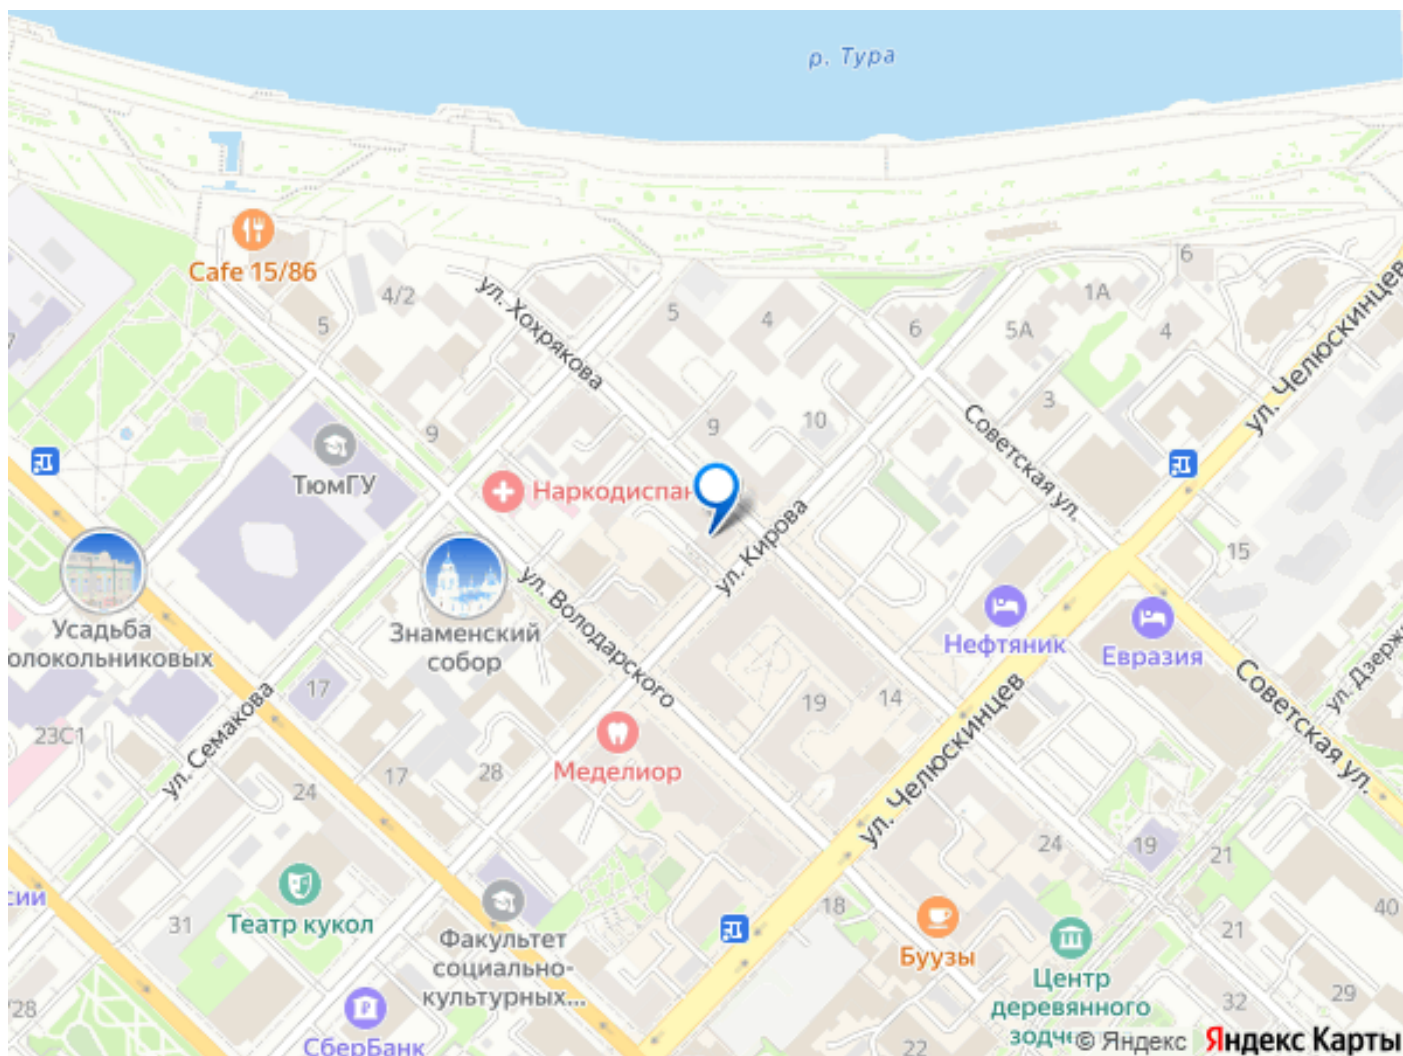 р. Тура
Cafe 15/86
4/2
5
ул. Хохрякова
5
4
6
6
1А
5А
4
ул. Челюскинцев
3
9
9
10
Советская ул.
ТюмГУ
Наркодиспан
ул. Кирова
15
Усадьба
олокольниковых
Знаменский
собор
ул. Володарского
Нефтяник
Евразия
Советская ул.
ул. Дзерж
17
23С1
ул. Семакова
19
14
Меделиор
17
28
24
ул. Челюскинцев
24
19
21
Театр кукол
сии
31
Факультет
социально-
культурных...
18
Буузы
40
21
Центр
деревянного
зодч
32
29
/28
СберБанк
22
© Яндекс Яндекс Карты